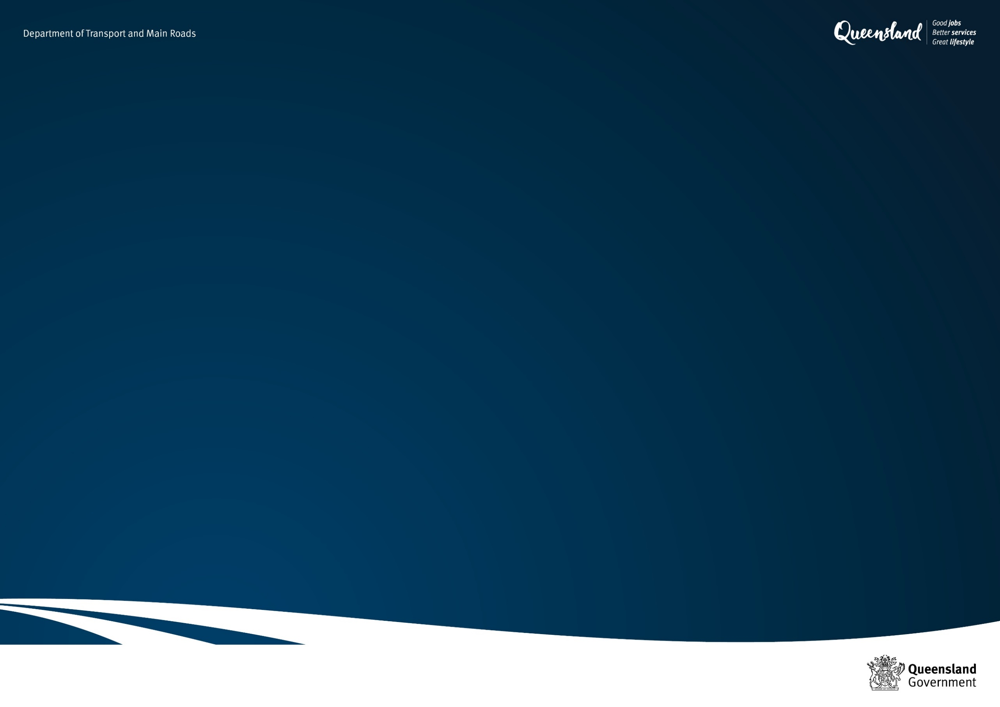 Department of Transport and Main Roads
Queensland
Good jobs
Better services
Great lifestyle
Queensland
Government